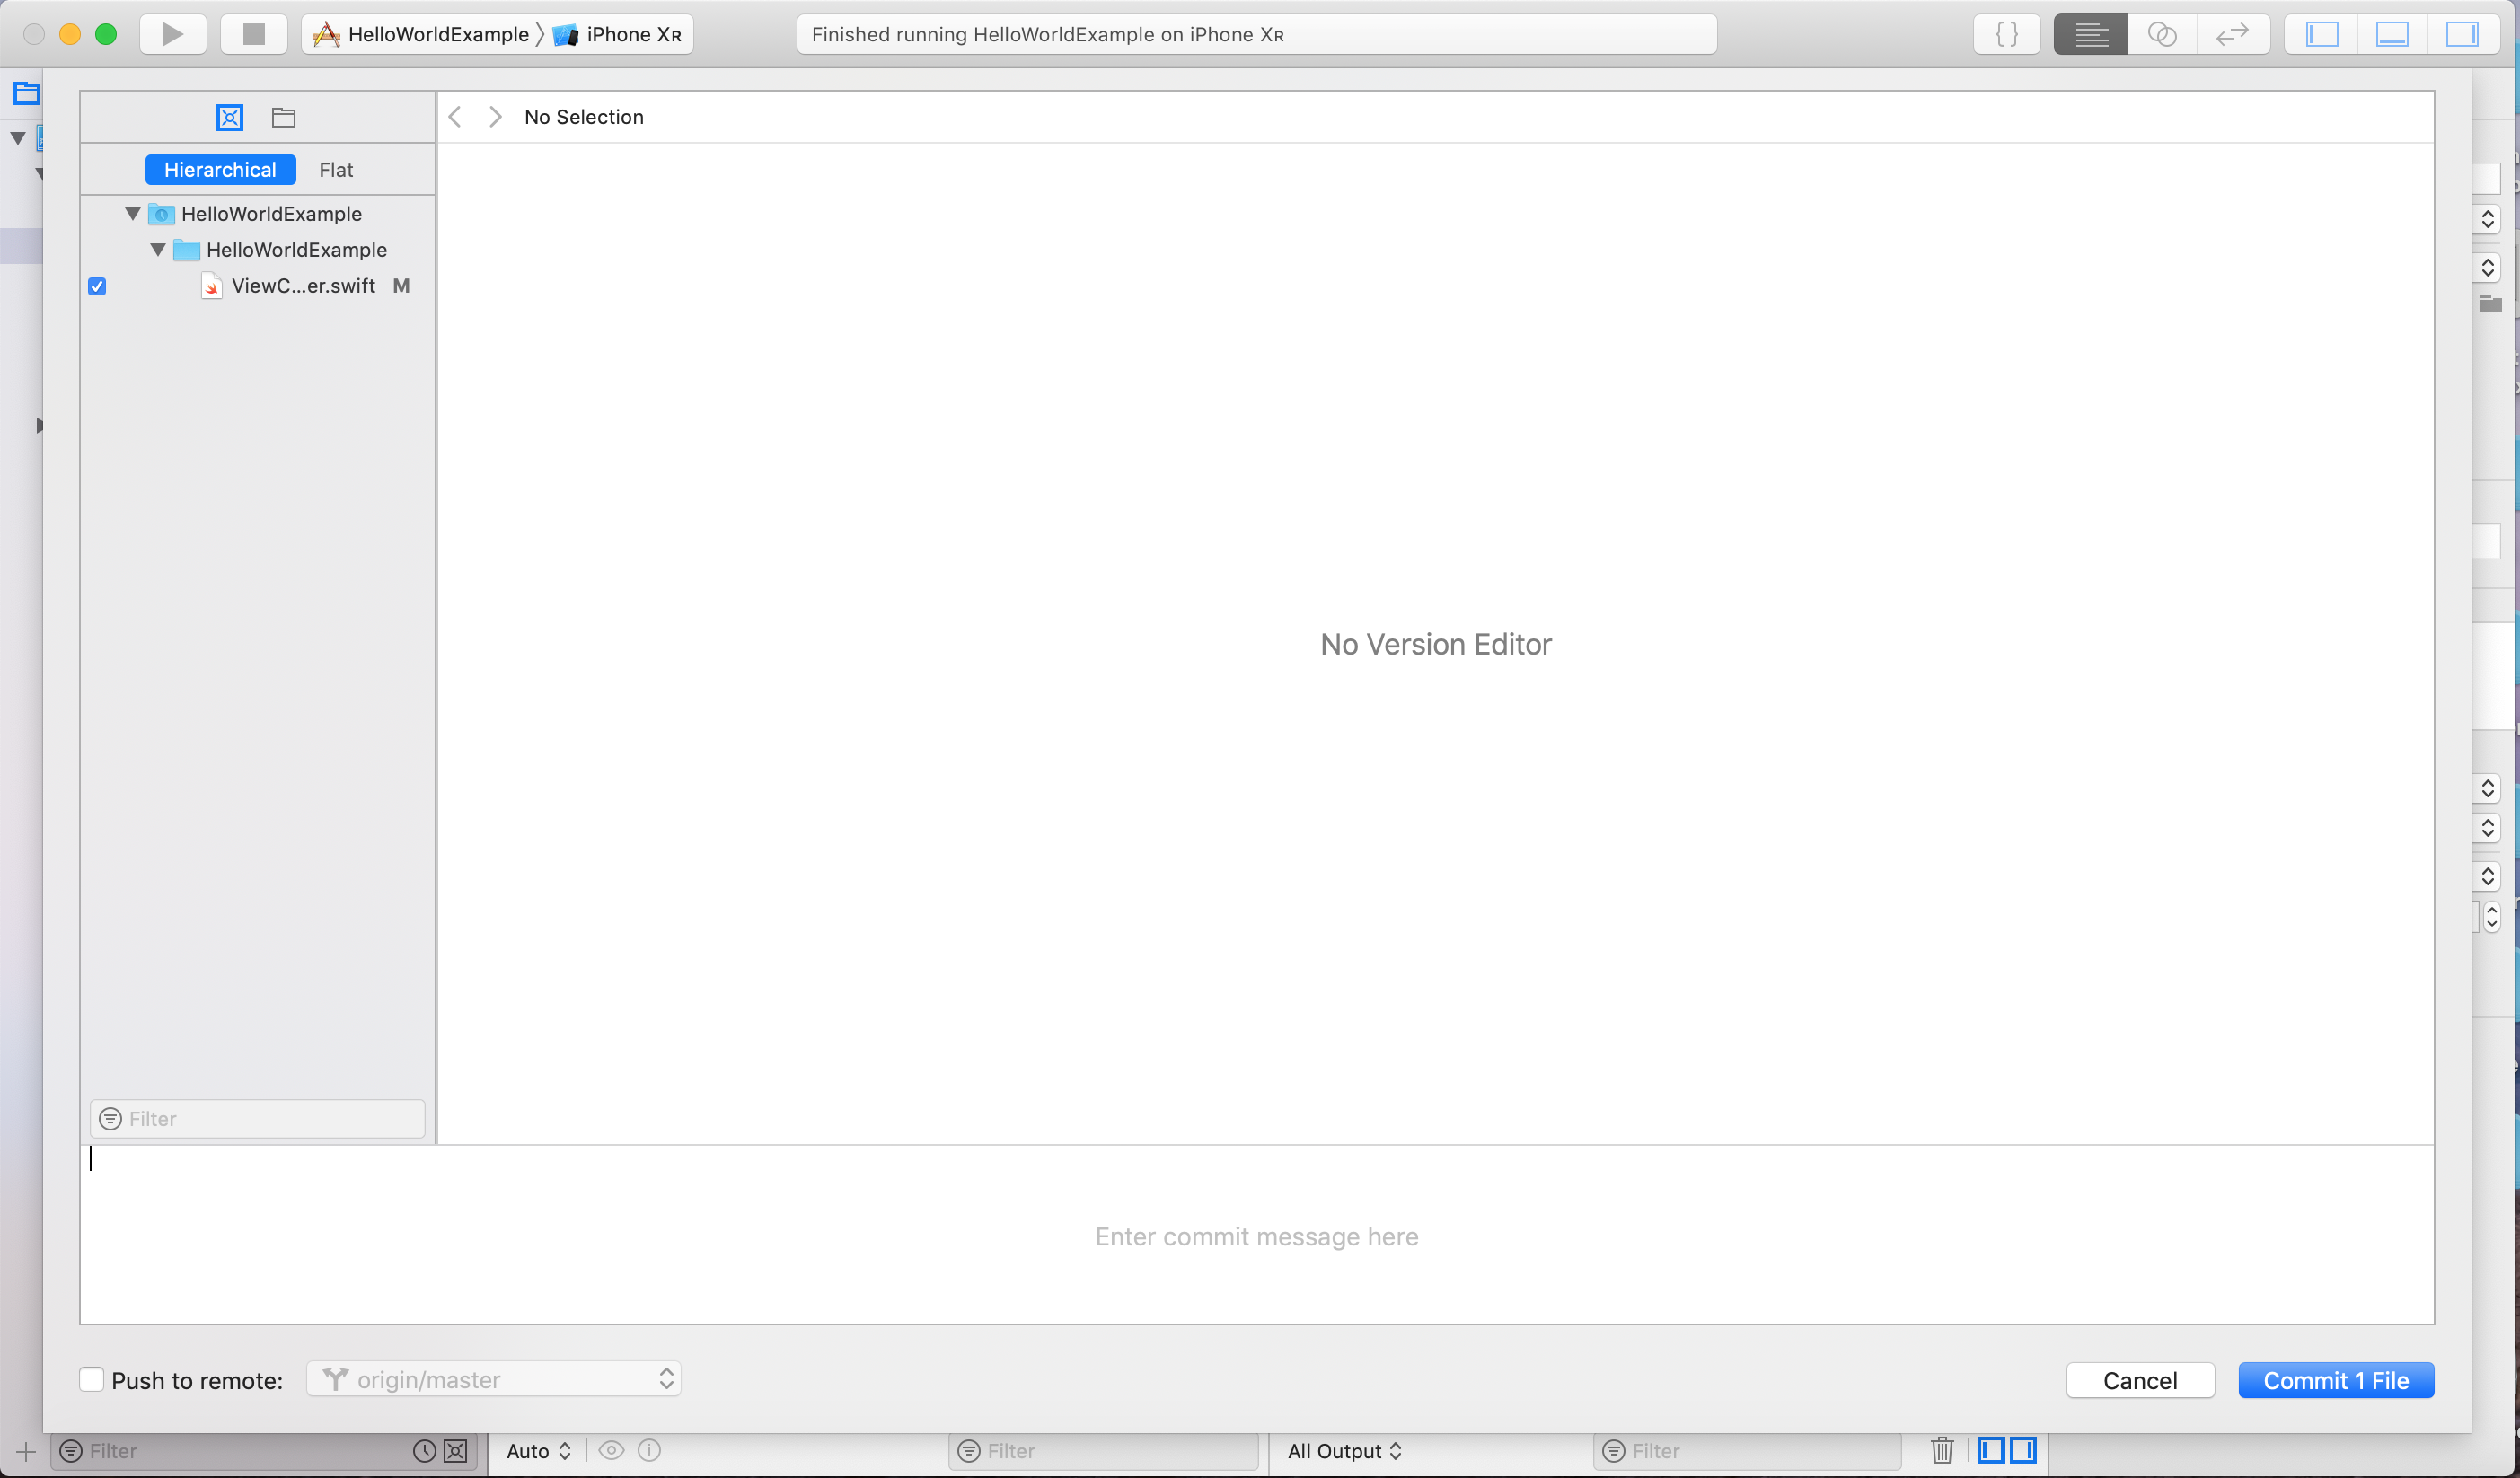 HelloWorldExample
iPhone XR
Finished running HelloWorldExample on iPhone XR
No Selection
Hierarchical
Flat
HelloWorldExample
HelloWorldExample
ViewC...er.swift M
No Version Editor
Filter
Enter commit message here
Push to remote:
origin/master
Cancel
Commit 1 File
Filter
Auto
Filter
All Output
Filter